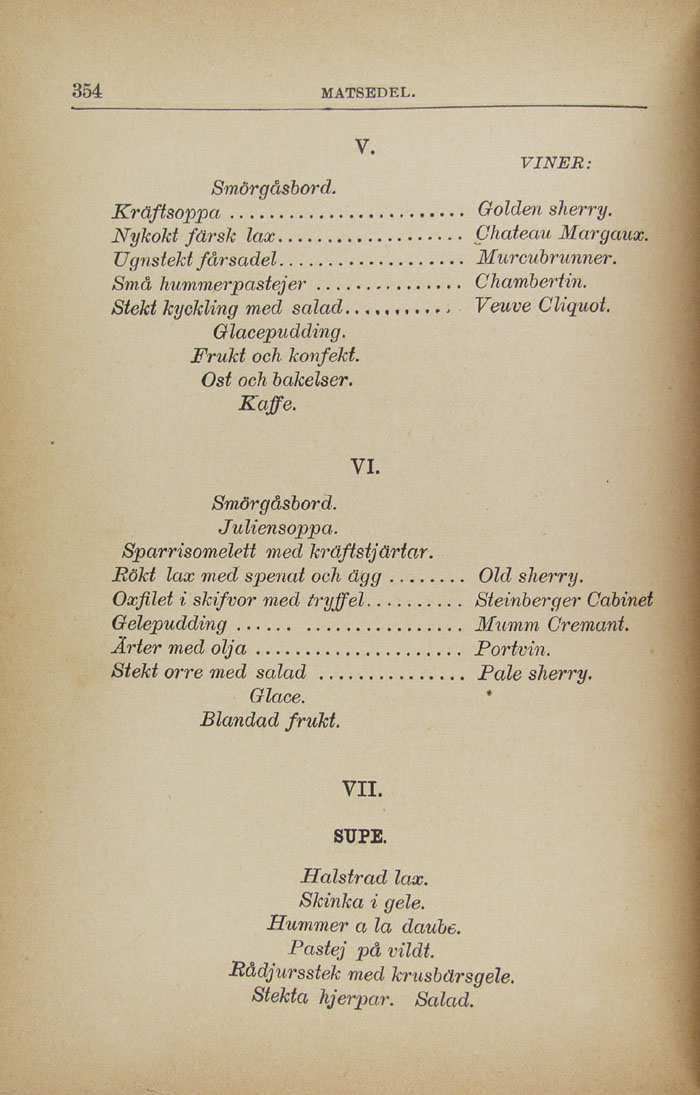 354
MATSEDEL.
V.
VINER:
Smörgåsbord.
Kräftsoppa ........................ Golden sherry.
Nykokt färsk lax................... Chateau Margaux.
Ugnstekt fårsadel................... Murcubrunner.
Små hummerpastejer ............... Chambertin.
Stekt kyckling med salad........... Veuve Cliquot.
Glacepudding.
Frukt och konfekt.
Ost och bakelser.
Kaffe.
VI.
Smörgåsbord.
Juliensoppa.
Sparrisomelett med kräftstjärtar.
Rökt lax med spenat och ägg ........ Old sherry.
Oxfilet i skifvor med tryffel.......... Steinberger Cabinet
Gelepudding ...................... Mumm Cremant.
Ärter med olja .................... Portvin.
Stekt orre med salad ............... Pale sherry.
Glace.
Blandad frukt.
VII.
SUPE.
Halstrad lax.
Skinka i gele.
Hummer a la daube.
Pastej på vildt.
Rådjursstek med krusbärsgele.
Stekta hjerpar. Salad.